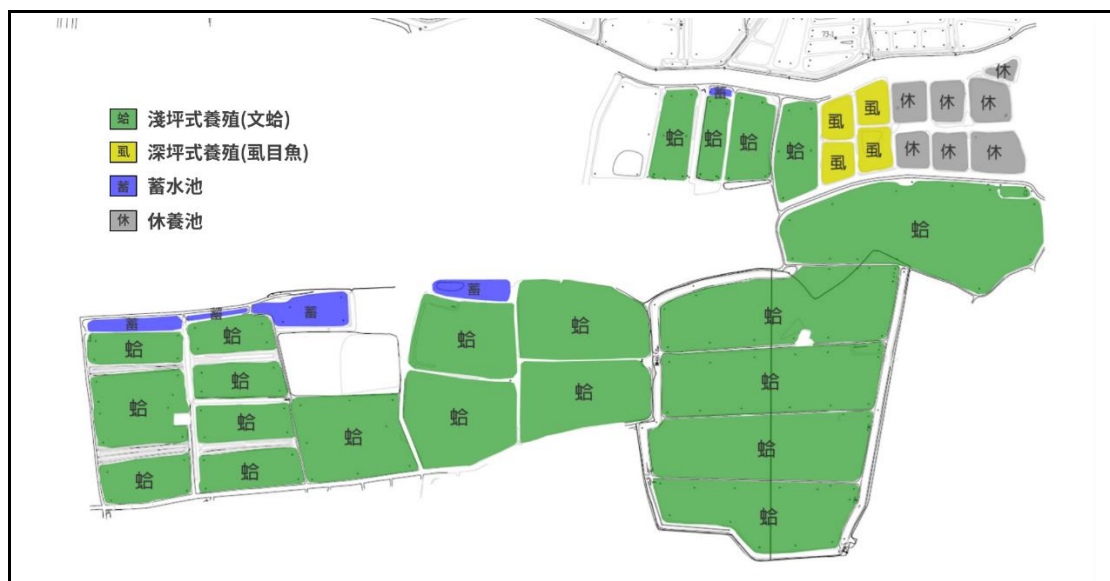 蛤 淺坪式養殖(文蛤)
虱 深坪式養殖(虱目魚)
蓄 蓄水池
休 休養池
休
蓄
虱 虱 休 休 休
蛤 蛤 蛤 蛤
虱 虱 休 休 休
蛤
蓄 蛤
蓄 蓄 蓄
蛤 蛤 蛤 蛤
蛤 蛤 蛤
蛤 蛤 蛤
蛤 蛤
蛤 蛤
蛤